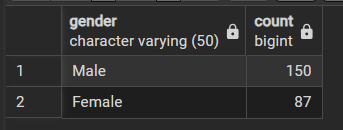 gender count
character varying (50) bigint
1 Male 150
2 Female 87